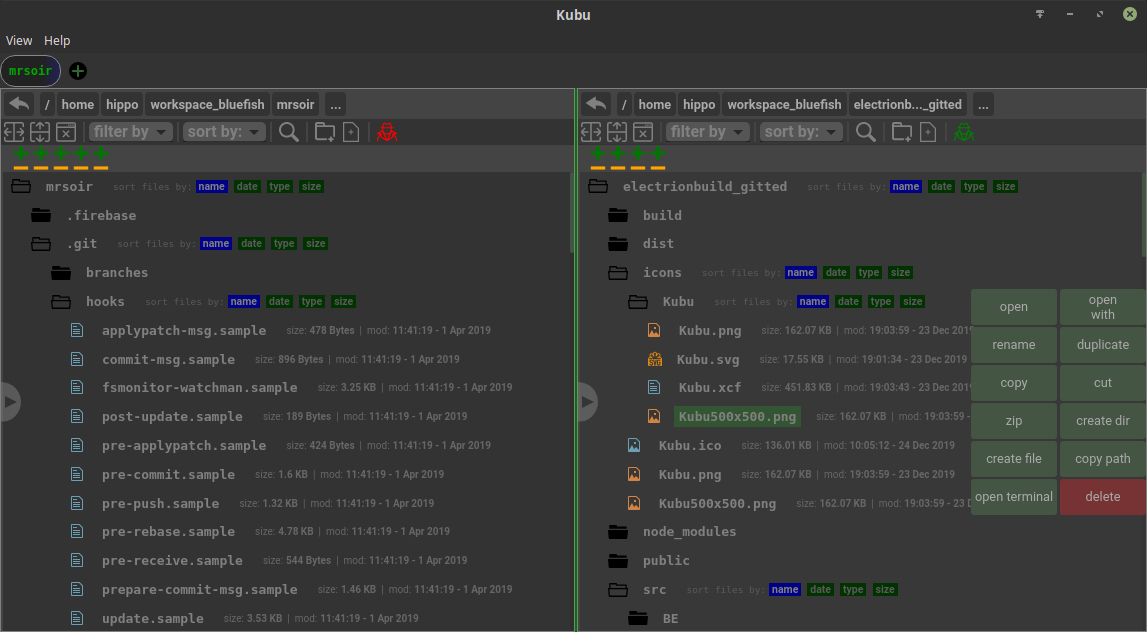 Kubu
View Help
mrsoir
/ home hippo workspace_bluefish mrsoir ...
filter by sort by:
mrsoir sort files by: name date type size
.firebase
.git sort files by: name date type size
branches
hooks sort files by: name date type size
applypatch-msg.sample size: 478 Bytes | mod: 11:41:19 - 1 Apr 2019
commit-msg.sample size: 896 Bytes | mod: 11:41:19 - 1 Apr 2019
fsmonitor-watchman.sample size: 3.25 KB | mod: 11:41:19 - 1 Apr 2019
post-update.sample size: 189 Bytes | mod: 11:41:19 - 1 Apr 2019
pre-applypatch.sample size: 424 Bytes | mod: 11:41:19 - 1 Apr 2019
pre-commit.sample size: 1.6 KB | mod: 11:41:19 - 1 Apr 2019
pre-push.sample size: 1.32 KB | mod: 11:41:19 - 1 Apr 2019
pre-rebase.sample size: 4.78 KB | mod: 11:41:19 - 1 Apr 2019
pre-receive.sample size: 544 Bytes | mod: 11:41:19 - 1 Apr 2019
prepare-commit-msg.sample size: 1.46 KB | mod: 11:41:19 - 1 Apr 2019
update.sample size: 3.53 KB | mod: 11:41:19 - 1 Apr 2019
/ home hippo workspace_bluefish electrionb..._gitted ...
filter by sort by:
electrionbuild_gitted sort files by: name date type size
build
dist
icons sort files by: name date type size
Kubu sort files by: name date type size
Kubu.png size: 162.07 KB | mod: 19:03:59 - 23 Dec 2019
Kubu.svg size: 17.55 KB | mod: 19:01:34 - 23 Dec 2019
Kubu.xcf size: 451.83 KB | mod: 19:03:43 - 23 Dec 2019
Kubu500x500.png size: 162.07 KB | mod: 19:03:59 -
Kubu.ico size: 136.01 KB | mod: 10:05:12 - 24 Dec 2019
Kubu.png size: 162.07 KB | mod: 19:03:59 - 23 Dec 2019
Kubu500x500.png size: 162.07 KB | mod: 19:03:59 - 23
node_modules
public
src sort files by: name date type size
BE
open open with
rename duplicate
copy cut
zip create dir
create file copy path
open terminal delete